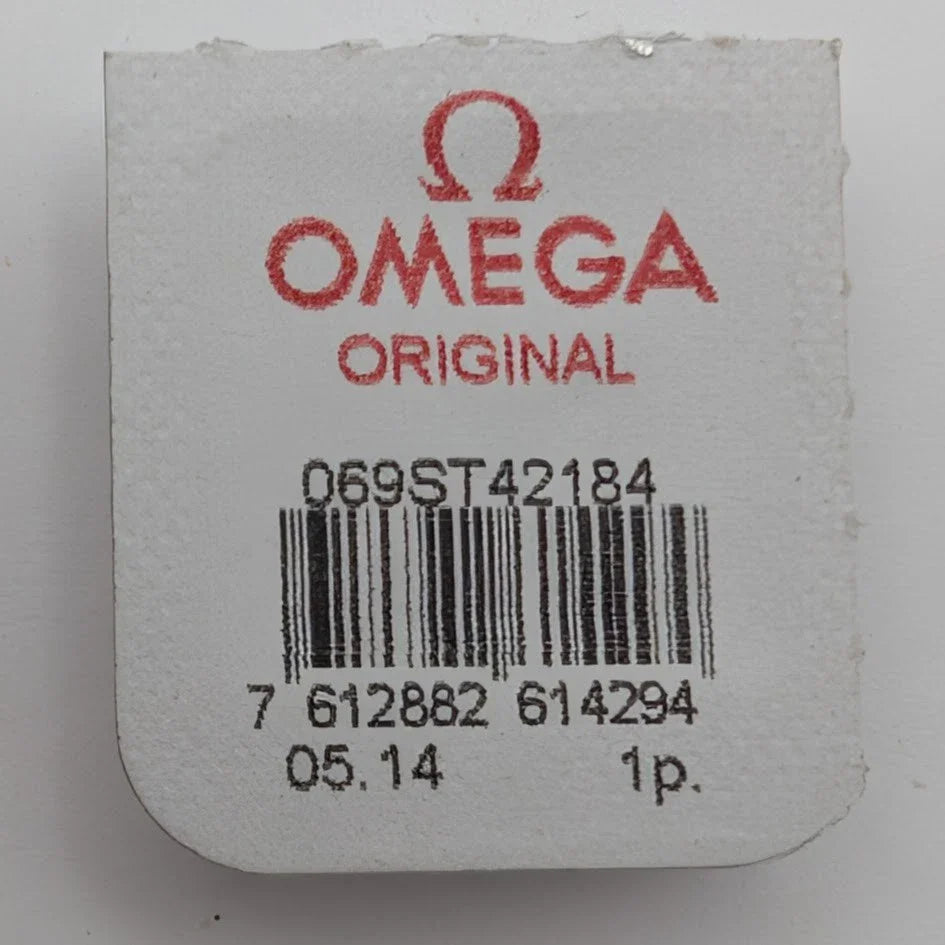 Ω
OMEGA
ORIGINAL
069ST42184
7 612882 614294
05.14 1p.